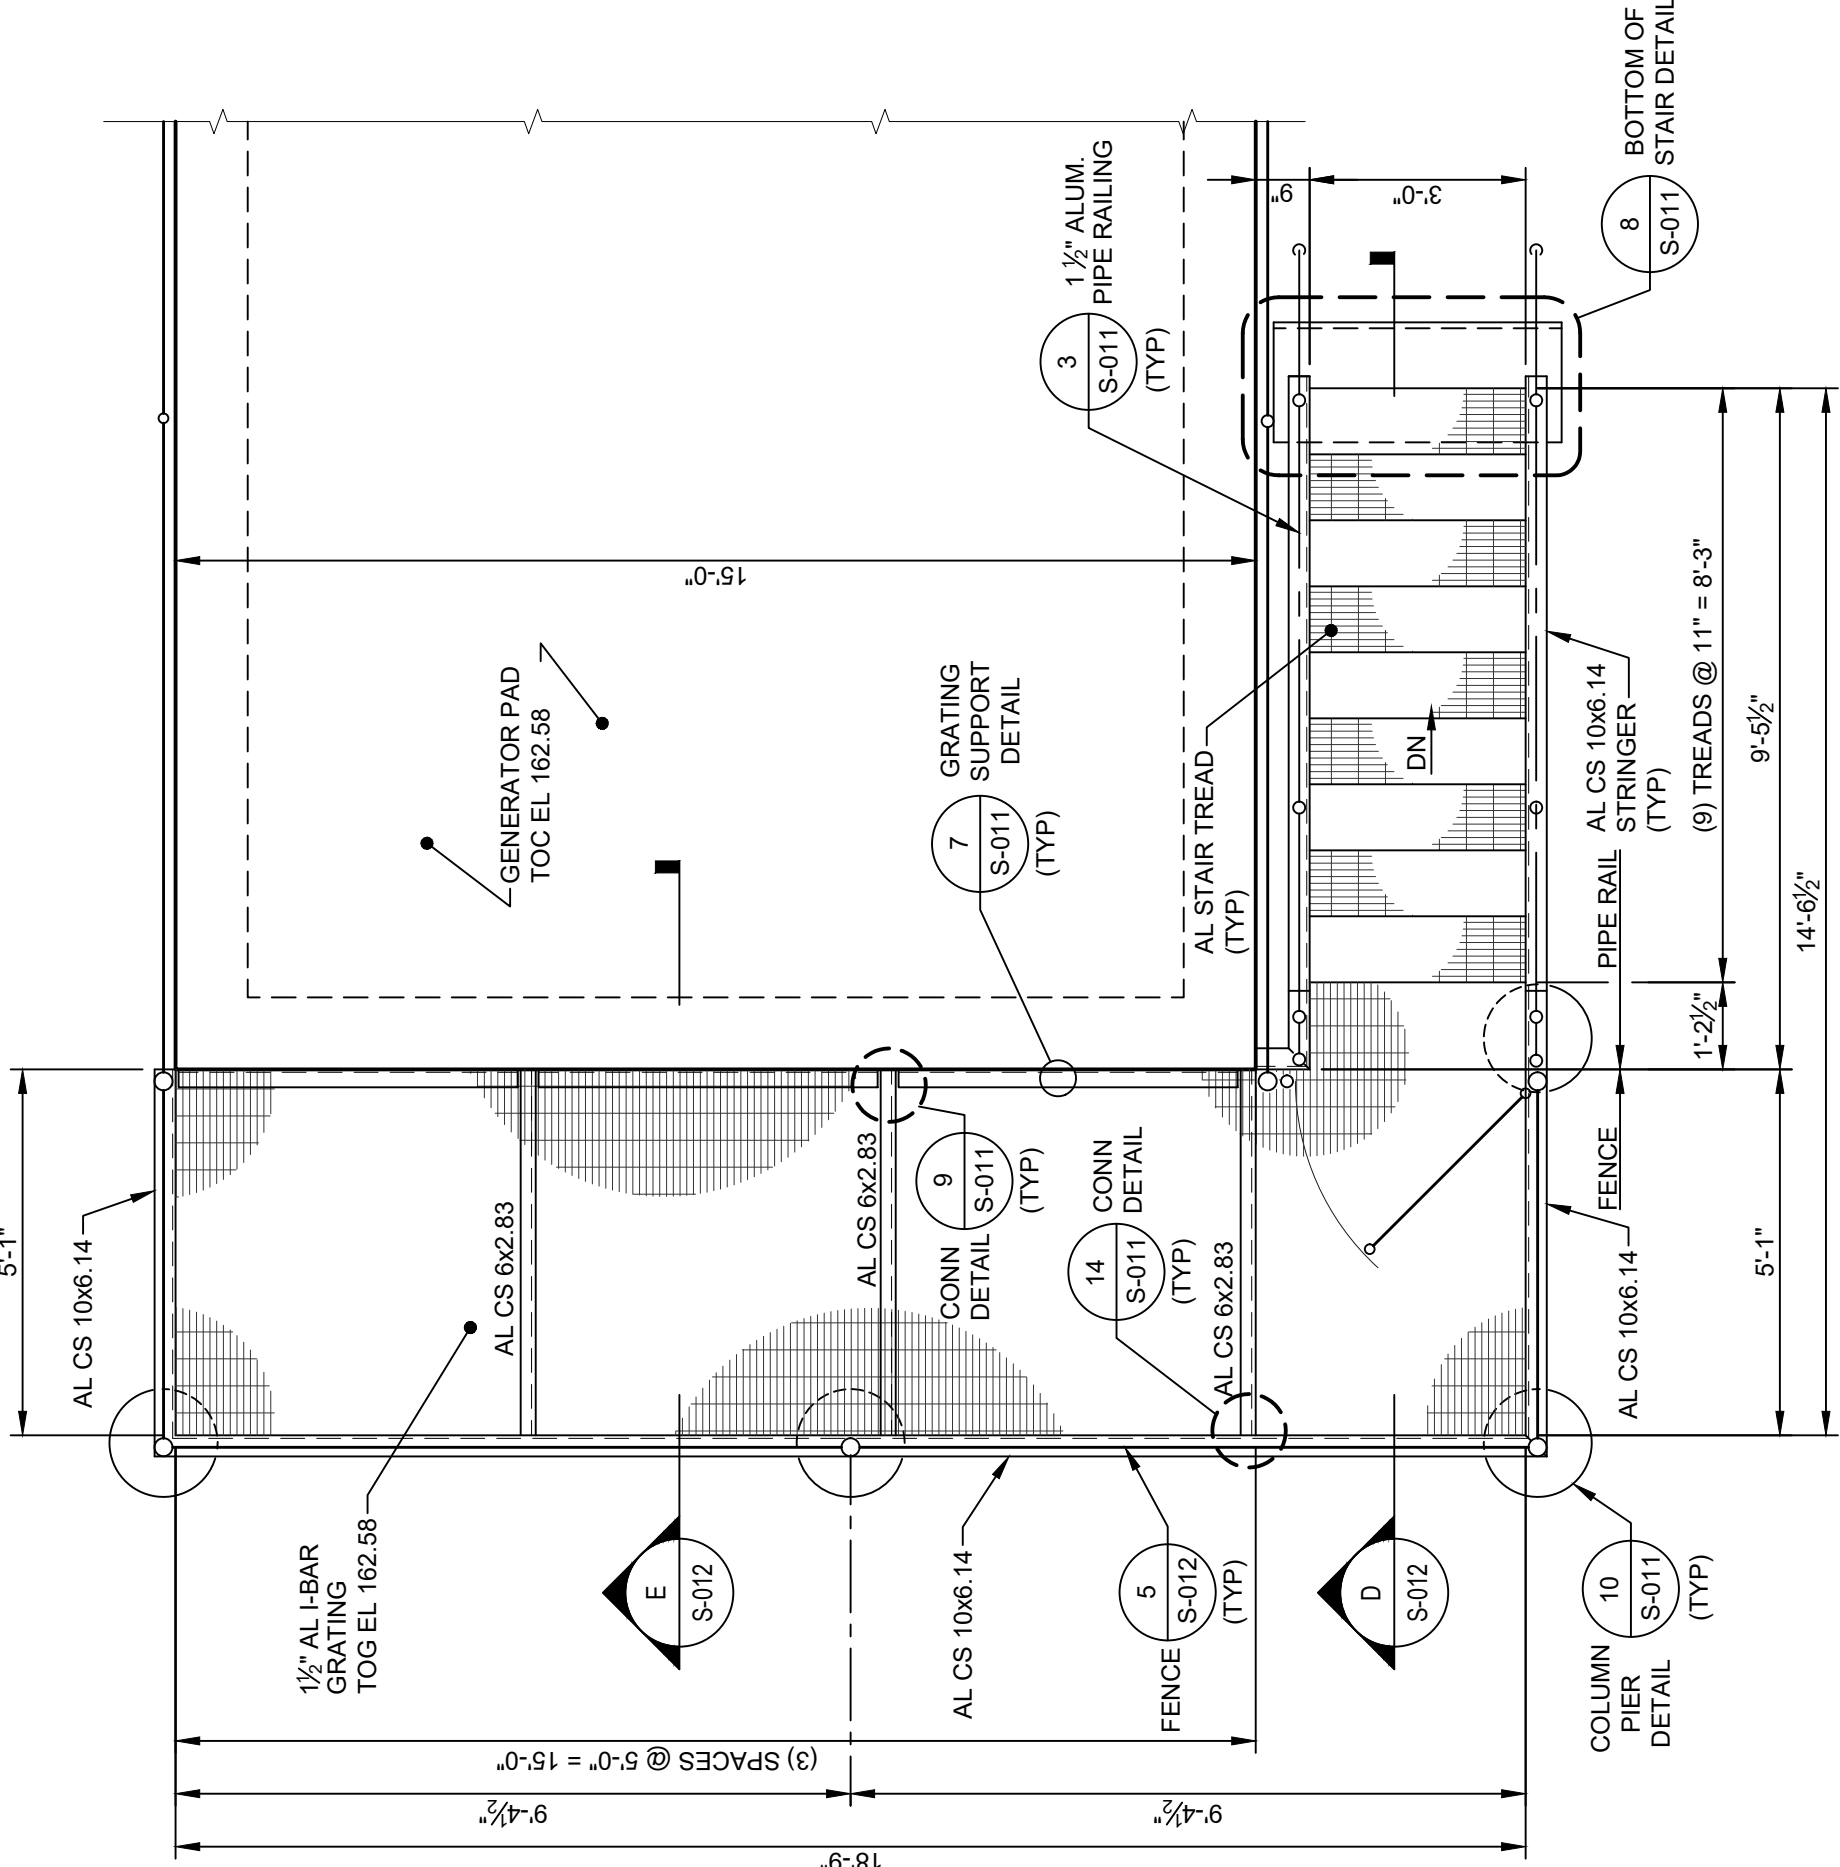 5'-1"
AL CS 10x6.14
1½" AL I-BAR
GRATING
TOG EL 162.58
GENERATOR PAD
TOC EL 162.58
15'-0"
AL CS 6x2.83
AL CS 6x2.83
AL CS 6x2.83
CONN
DETAIL
9
S-011
(TYP)
CONN
DETAIL
14
S-011
(TYP)
GRATING
SUPPORT
DETAIL
7
S-011
(TYP)
1 ½" ALUM.
PIPE RAILING
3
S-011
(TYP)
9"
3'-0"
BOTTOM OF
STAIR DETAIL
8
S-011
AL STAIR TREAD
(TYP)
DN
AL CS 10x6.14
STRINGER
(TYP)
PIPE RAIL
FENCE
(9) TREADS @ 11" = 8'-3"
1'-2½"
9'-5½"
5'-1"
14'-6½"
AL CS 10x6.14
AL CS 10x6.14
E
S-012
D
S-012
FENCE
5
S-012
(TYP)
COLUMN
PIER
DETAIL
10
S-011
(TYP)
(3) SPACES @ 5'-0" = 15'-0"
9'-4½"
9'-4½"
18'-9"